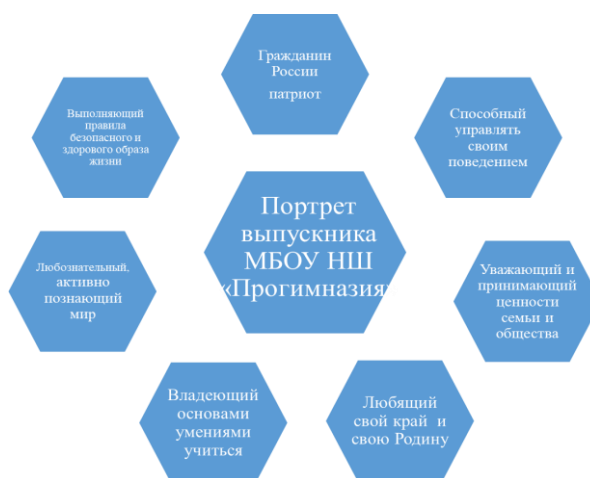 Гражданин
России
патриот
Выполняющий
правила
безопасного и
здорового образа
жизни
Способный
управлять
своим
поведением
Портрет
выпускника
МБОУ НШ
«Прогимназия»
Любознательный,
активно
познающий
мир
Уважающий и
принимающий
ценности
семьи и
общества
Владеющий
основами
умениями
учиться
Любящий
свой край и
свою Родину